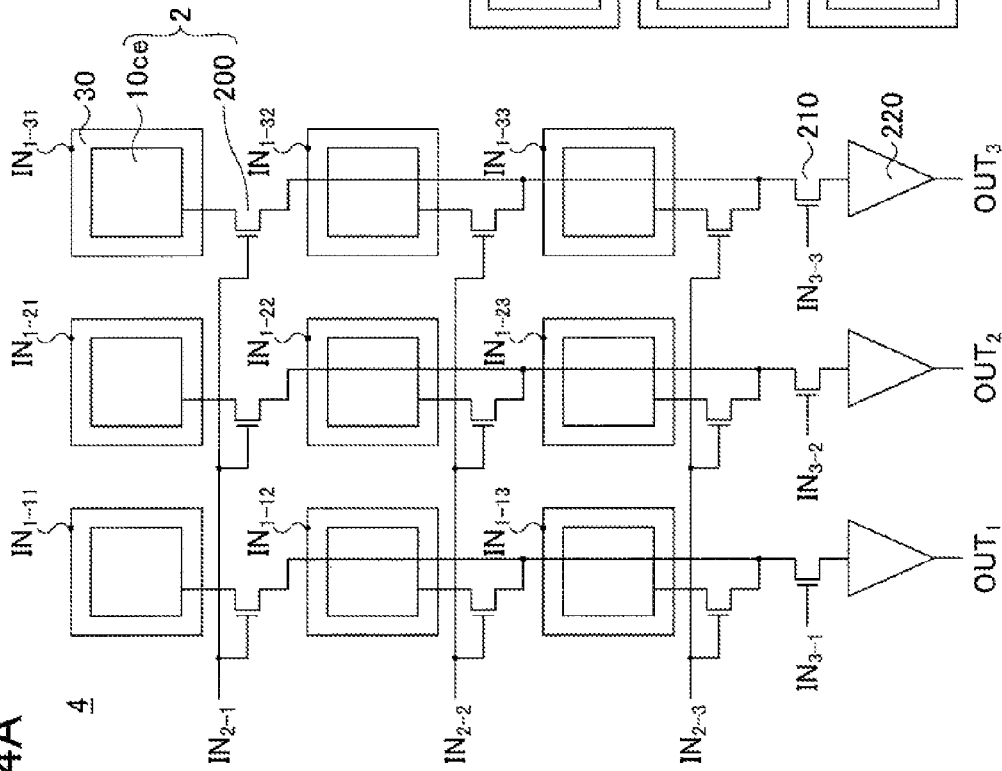 4A
4
2
30
10ce
200
IN1-11
IN1-21
IN1-31
IN2-1
IN1-12
IN1-22
IN1-32
IN2-2
IN1-13
IN1-23
IN1-33
IN2-3
IN3-1
IN3-2
IN3-3
210
220
OUT1
OUT2
OUT3